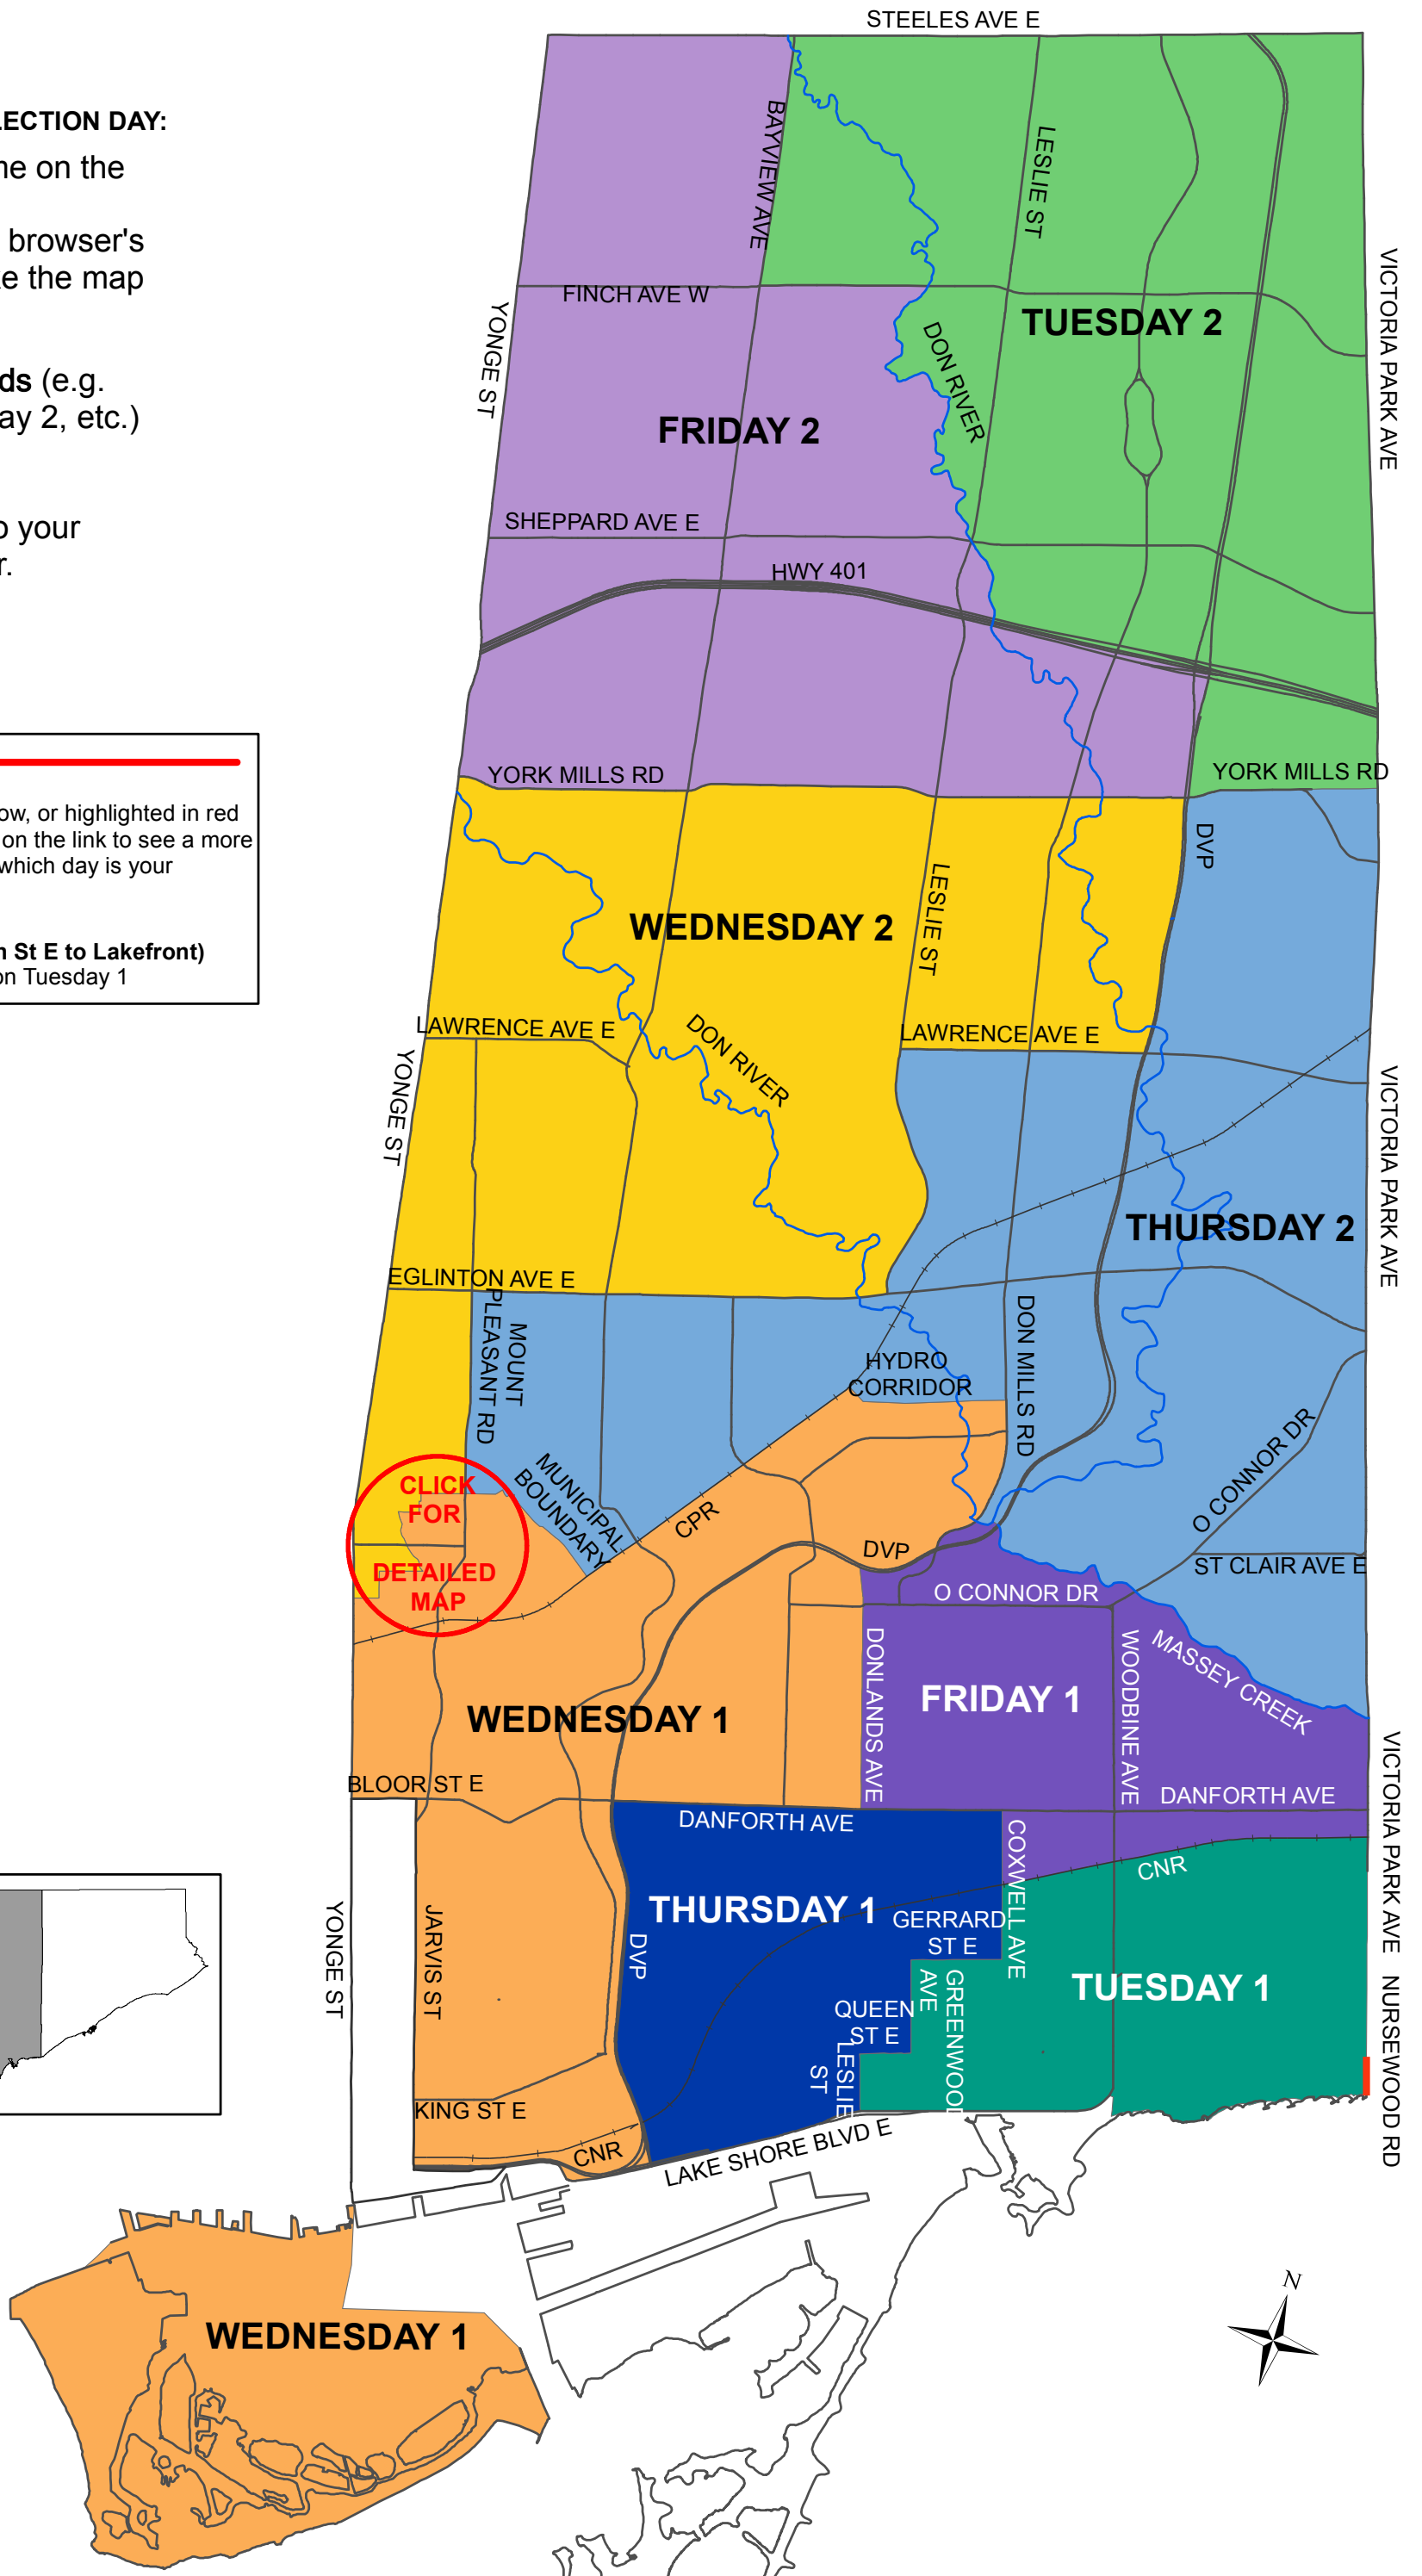 STEELES AVE E
LECTION DAY:
ne on the
browser's
ke the map
ds (e.g.
ay 2, etc.)
o your
r.
BAYVIEW AVE
LESLIE ST
VICTORIA PARK AVE
FINCH AVE W
YONGE ST
TUESDAY 2
DON RIVER
FRIDAY 2
SHEPPARD AVE E
HWY 401
YORK MILLS RD
YORK MILLS RD
ow, or highlighted in red
on the link to see a more
which day is your
n St E to Lakefront)
on Tuesday 1
DVP
LESLIE ST
WEDNESDAY 2
LAWRENCE AVE E
LAWRENCE AVE E
DON RIVER
YONGE ST
VICTORIA PARK AVE
THURSDAY 2
EGLINTON AVE E
MOUNT
PLEASANT RD
DON MILLS RD
HYDRO
CORRIDOR
O CONNOR DR
MUNICIPAL
BOUNDARY
CLICK
FOR
DETAILED
MAP
CPR
DVP
ST CLAIR AVE E
O CONNOR DR
DONLANDS AVE
WOODBINE AVE
MASSEY CREEK
FRIDAY 1
WEDNESDAY 1
BLOOR ST E
DANFORTH AVE
DANFORTH AVE
VICTORIA PARK AVE
COXWELL AVE
CNR
THURSDAY 1
GERRARD
ST E
YONGE ST
JARVIS ST
DVP
GREENWOOD
AVE
TUESDAY 1
NURSEWOOD RD
QUEEN
ST E
LESLIE
ST
KING ST E
CNR
LAKE SHORE BLVD E
N
WEDNESDAY 1